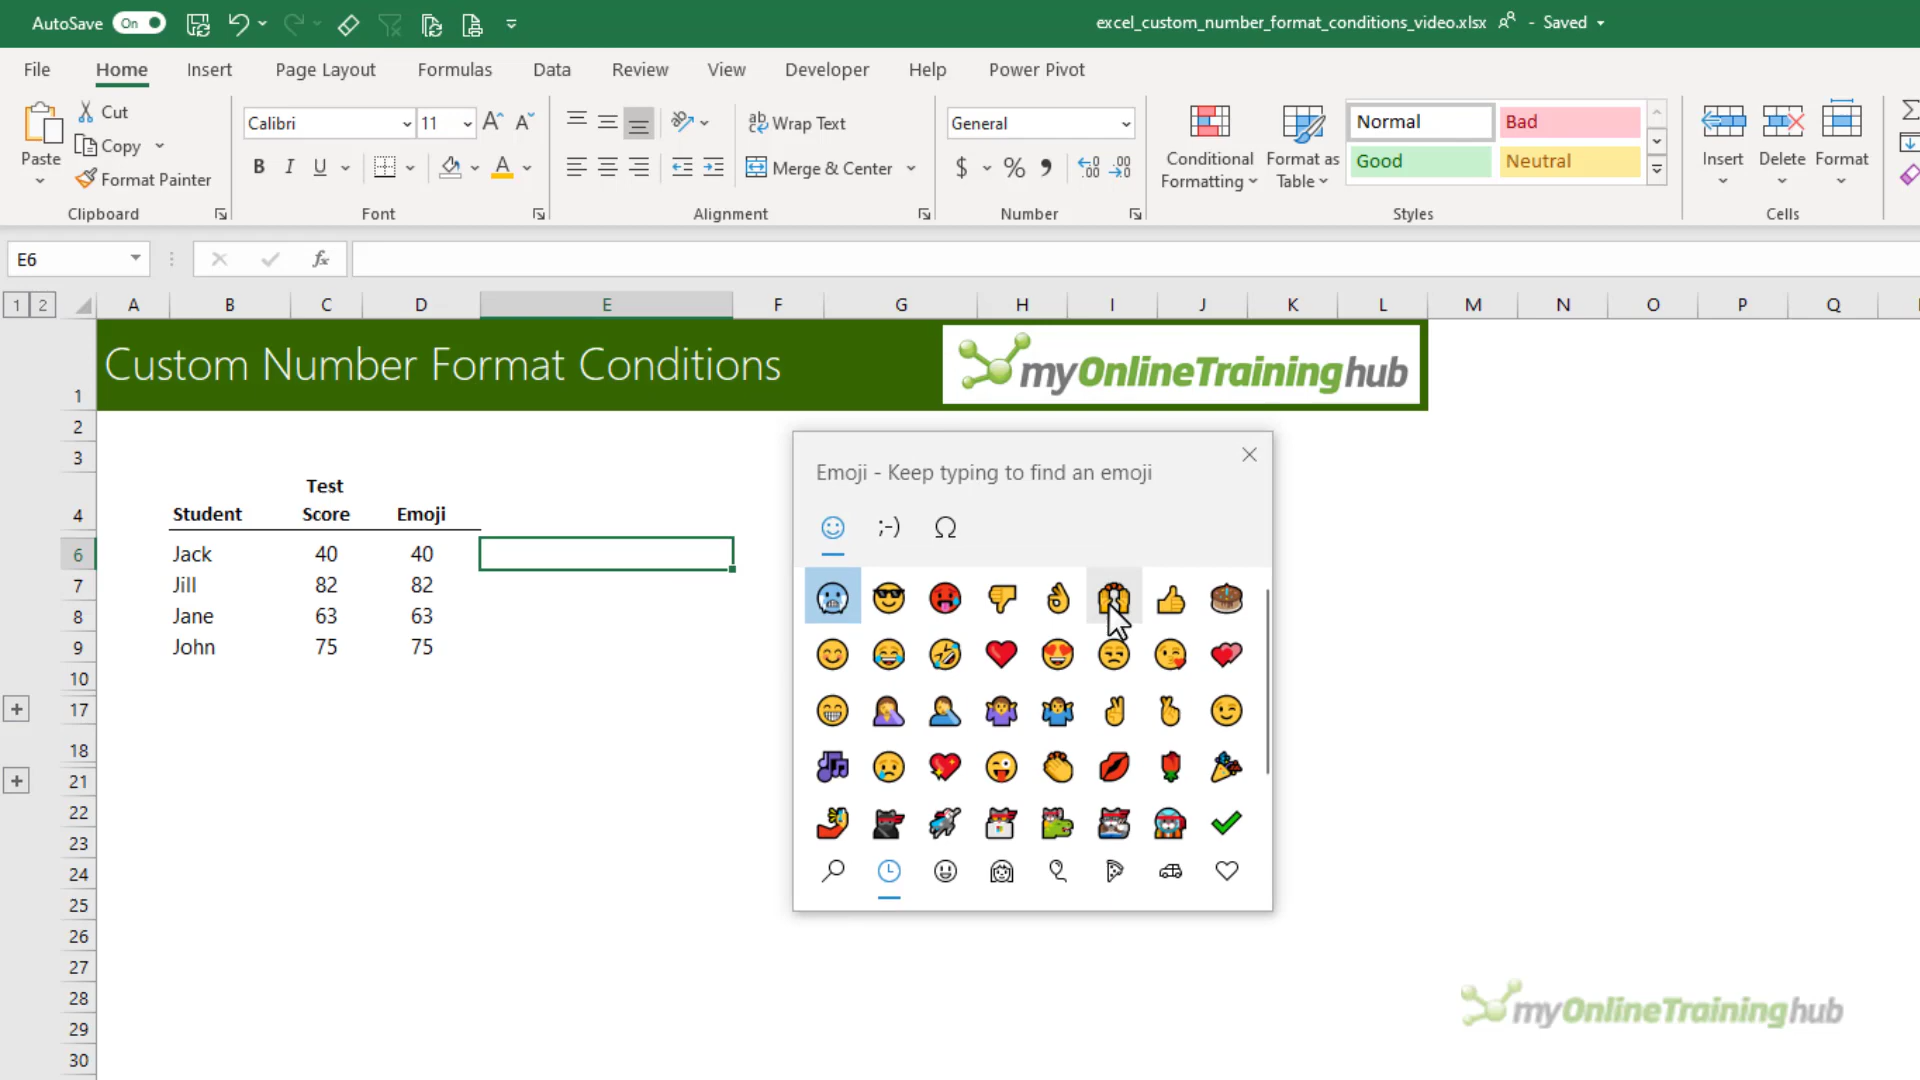 AutoSave On excel_custom_number_format_conditions_video.xlsx - Saved
File Home Insert Page Layout Formulas Data Review View Developer Help Power Pivot
Paste
Cut
Copy
Format Painter
Clipboard
Calibri 11
B I U
Font
ab Wrap Text
Merge & Center
Alignment
General
$ % 9
Number
Conditional Formatting
Format as Table
Normal Bad
Good Neutral
Styles
Insert Delete Format
Cells
E6 fx
1 2 A B C D E F G H I J K L M N O P Q
Custom Number Format Conditions
myOnlineTraininghub
1
2
3
4
6
7
8
9
10
17
18
21
22
23
24
25
26
27
28
29
30
Test
Student Score Emoji
Jack 40 40
Jill 82 82
Jane 63 63
John 75 75
Emoji - Keep typing to find an emoji
;-) Ω
myOnlineTraininghub